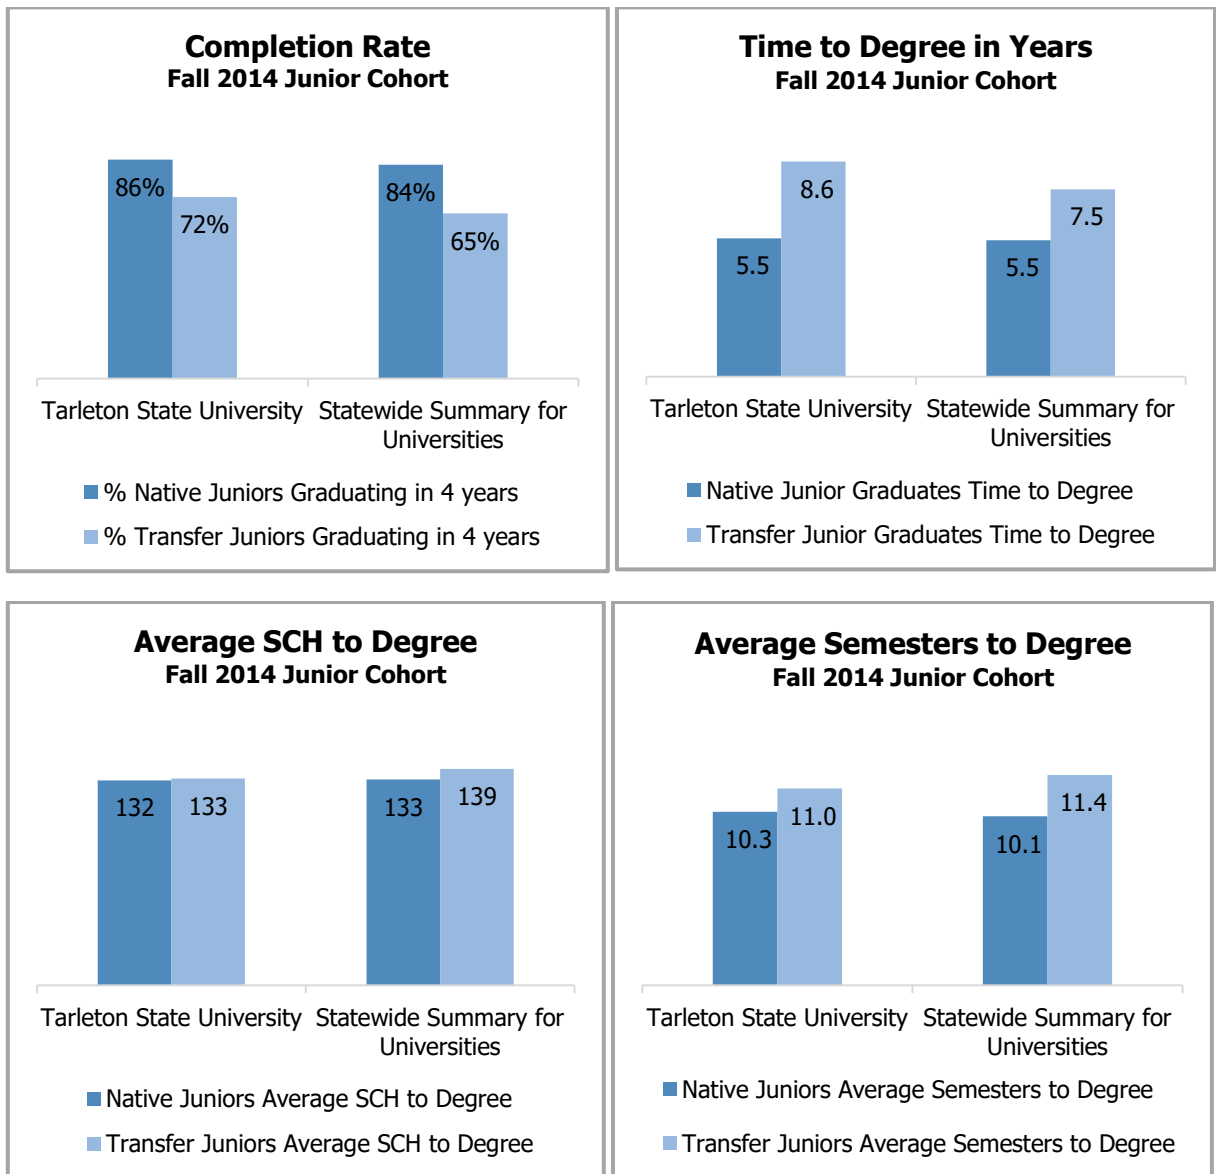 Completion Rate
Fall 2014 Junior Cohort
86%
72%
84%
65%
Tarleton State University
Statewide Summary for
Universities
% Native Juniors Graduating in 4 years
% Transfer Juniors Graduating in 4 years
Time to Degree in Years
Fall 2014 Junior Cohort
5.5
8.6
5.5
7.5
Tarleton State University
Statewide Summary for
Universities
Native Junior Graduates Time to Degree
Transfer Junior Graduates Time to Degree
Average SCH to Degree
Fall 2014 Junior Cohort
132
133
133
139
Tarleton State University
Statewide Summary for
Universities
Native Juniors Average SCH to Degree
Transfer Juniors Average SCH to Degree
Average Semesters to Degree
Fall 2014 Junior Cohort
10.3
11.0
10.1
11.4
Tarleton State University
Statewide Summary for
Universities
Native Juniors Average Semesters to Degree
Transfer Juniors Average Semesters to Degree